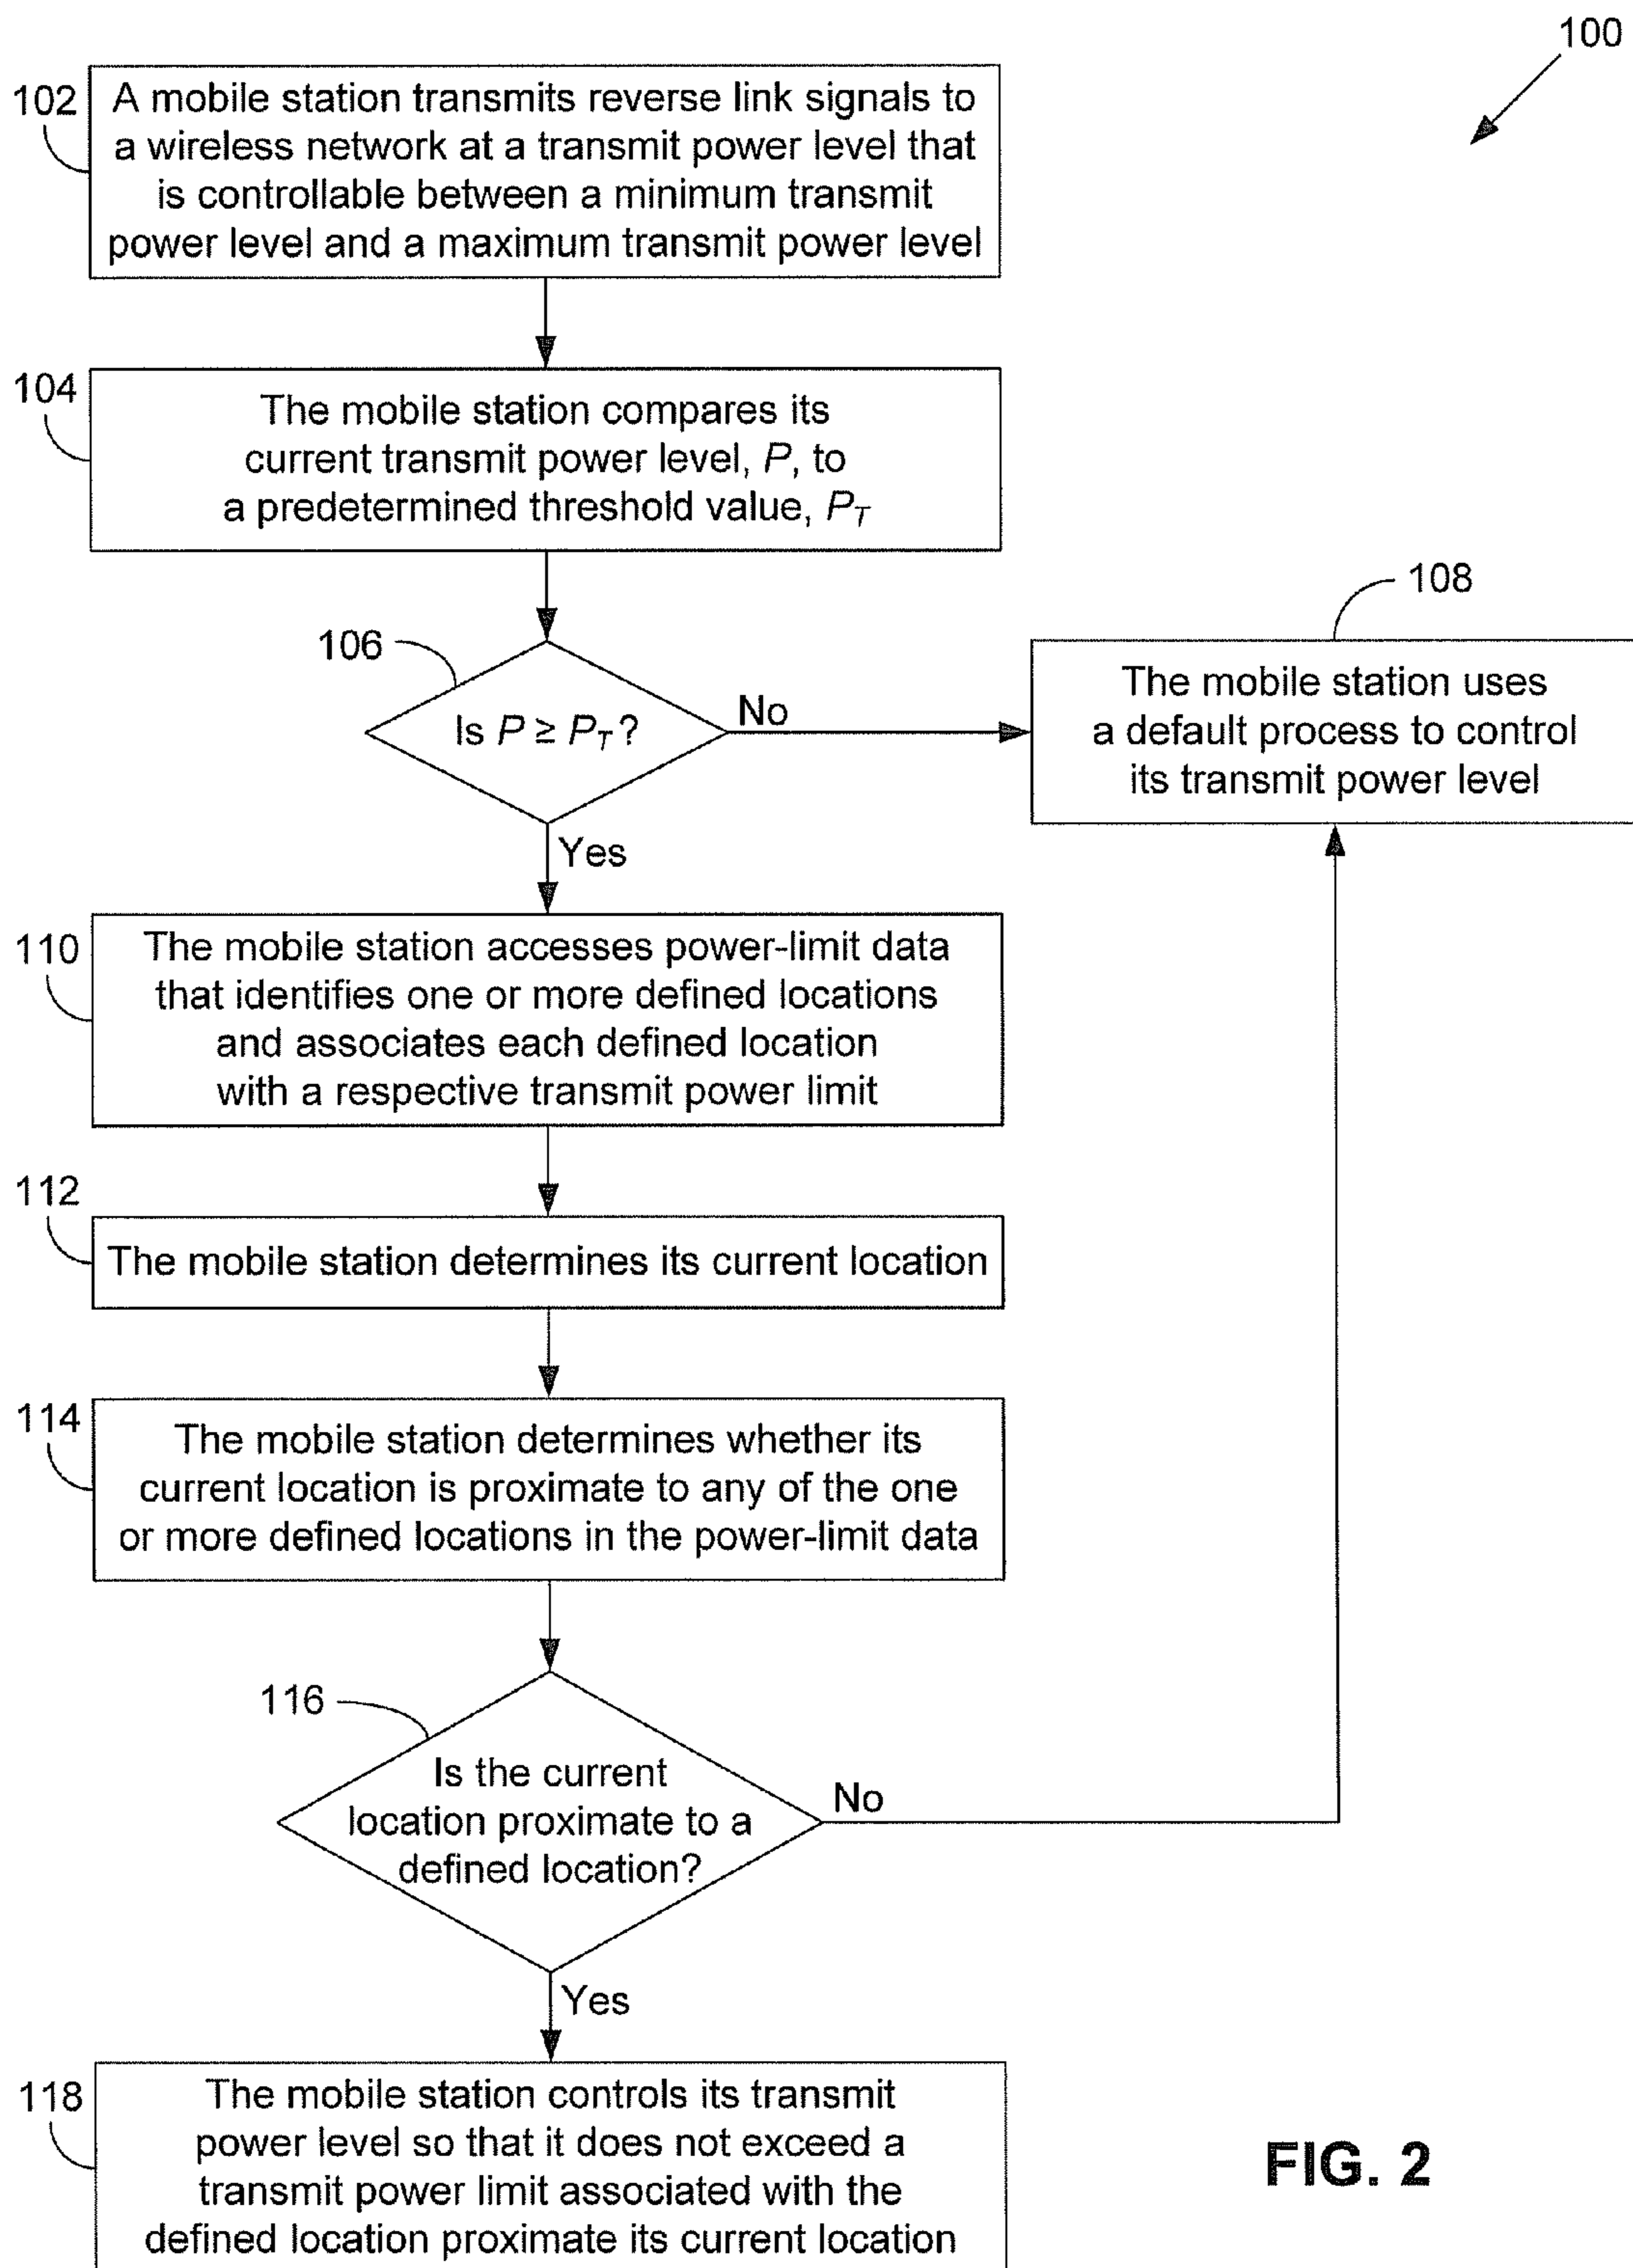 100
102
A mobile station transmits reverse link signals to
a wireless network at a transmit power level that
is controllable between a minimum transmit
power level and a maximum transmit power level
104
The mobile station compares its
current transmit power level, P, to
a predetermined threshold value, P_T
106
Is P ≥ P_T?
No
Yes
108
The mobile station uses
a default process to control
its transmit power level
110
The mobile station accesses power-limit data
that identifies one or more defined locations
and associates each defined location
with a respective transmit power limit
112
The mobile station determines its current location
114
The mobile station determines whether its
current location is proximate to any of the one
or more defined locations in the power-limit data
116
Is the current
location proximate to a
defined location?
No
Yes
118
The mobile station controls its transmit
power level so that it does not exceed a
transmit power limit associated with the
defined location proximate its current location
FIG. 2